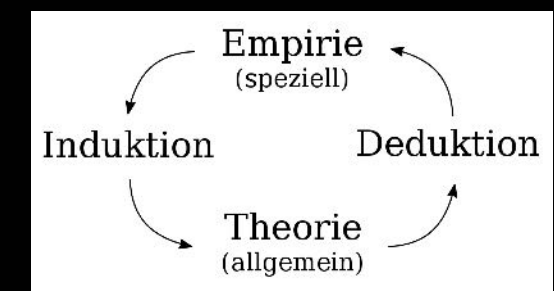 Empirie
(speziell)
Induktion
Deduktion
Theorie
(allgemein)